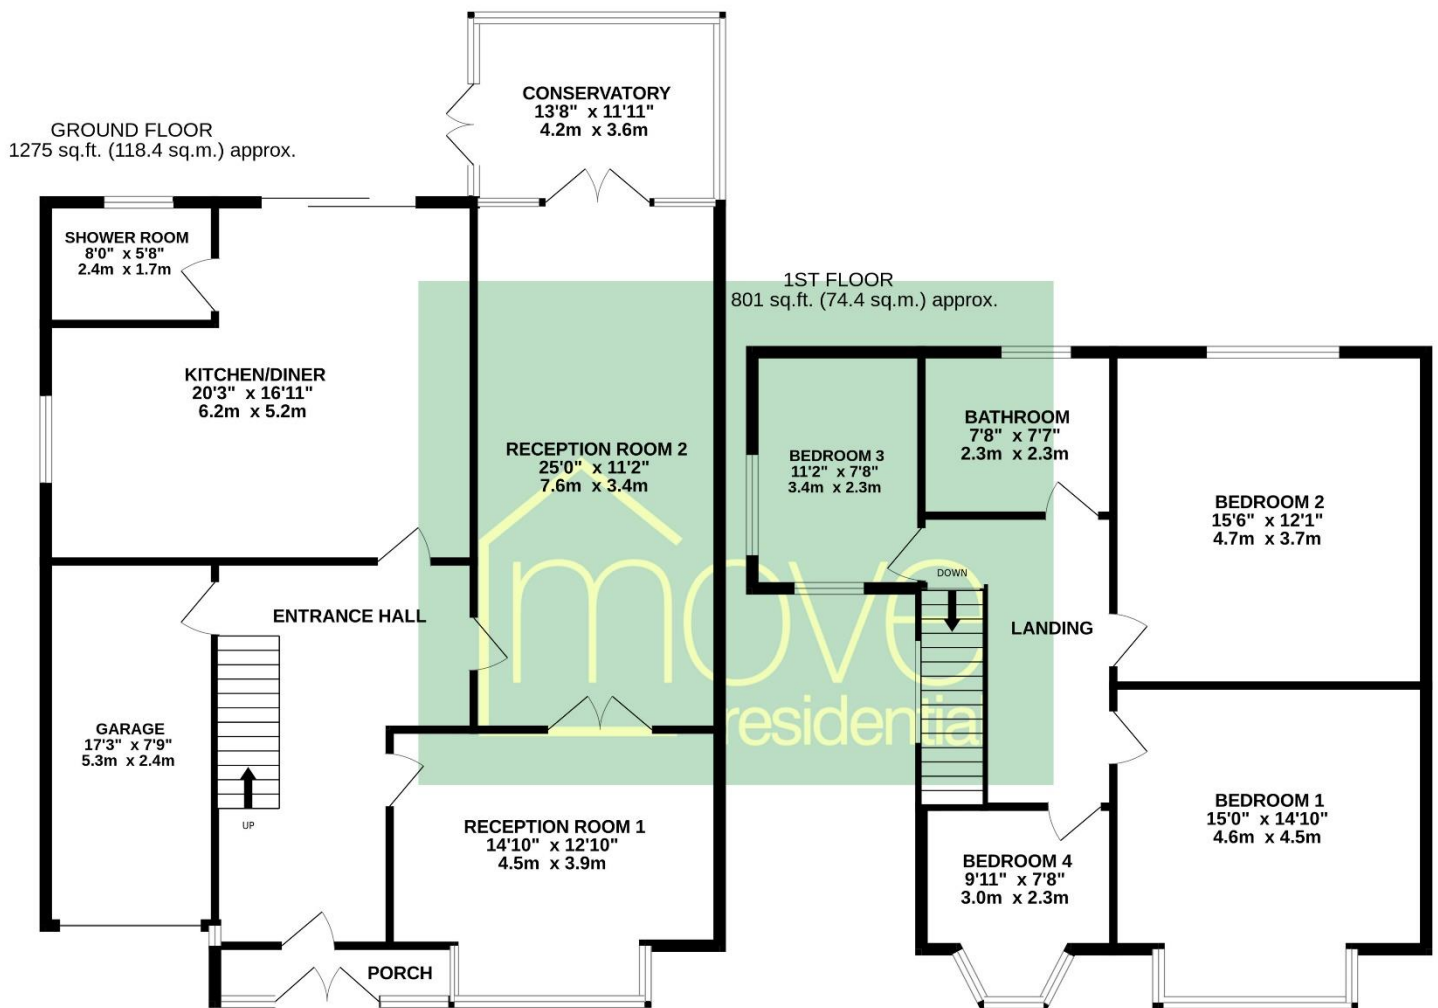 CONSERVATORY
13'8" x 11'11"
4.2m x 3.6m
GROUND FLOOR
1275 sq.ft. (118.4 sq.m.) approx.
SHOWER ROOM
8'0" x 5'8"
2.4m x 1.7m
KITCHEN/DINER
20'3" x 16'11"
6.2m x 5.2m
RECEPTION ROOM 2
25'0" x 11'2"
7.6m x 3.4m
ENTRANCE HALL
GARAGE
17'3" x 7'9"
5.3m x 2.4m
UP
RECEPTION ROOM 1
14'10" x 12'10"
4.5m x 3.9m
PORCH
1ST FLOOR
801 sq.ft. (74.4 sq.m.) approx.
BEDROOM 3
11'2" x 7'8"
3.4m x 2.3m
BATHROOM
7'8" x 7'7"
2.3m x 2.3m
BEDROOM 2
15'6" x 12'1"
4.7m x 3.7m
DOWN
LANDING
BEDROOM 1
15'0" x 14'10"
4.6m x 4.5m
BEDROOM 4
9'11" x 7'8"
3.0m x 2.3m
move
residential